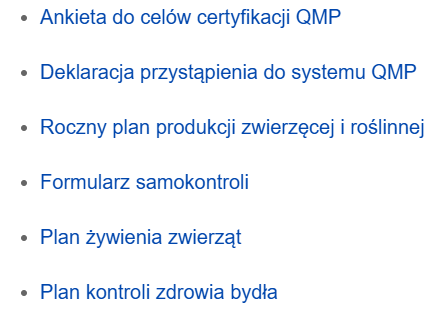 Ankieta do celów certyfikacji QMP
Deklaracja przystąpienia do systemu QMP
Roczny plan produkcji zwierzęcej i roślinnej
Formularz samokontroli
Plan żywienia zwierząt
Plan kontroli zdrowia bydła